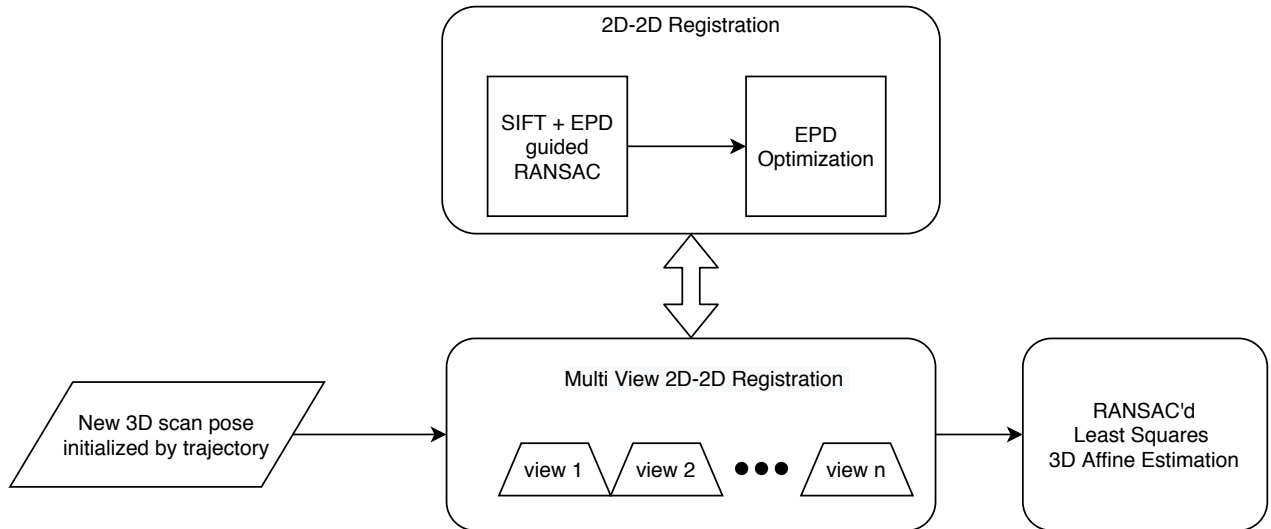 2D-2D Registration
SIFT + EPD
guided
RANSAC
EPD
Optimization
Multi View 2D-2D Registration
view 1
view 2
view n
New 3D scan pose
initialized by trajectory
RANSAC'd
Least Squares
3D Affine Estimation